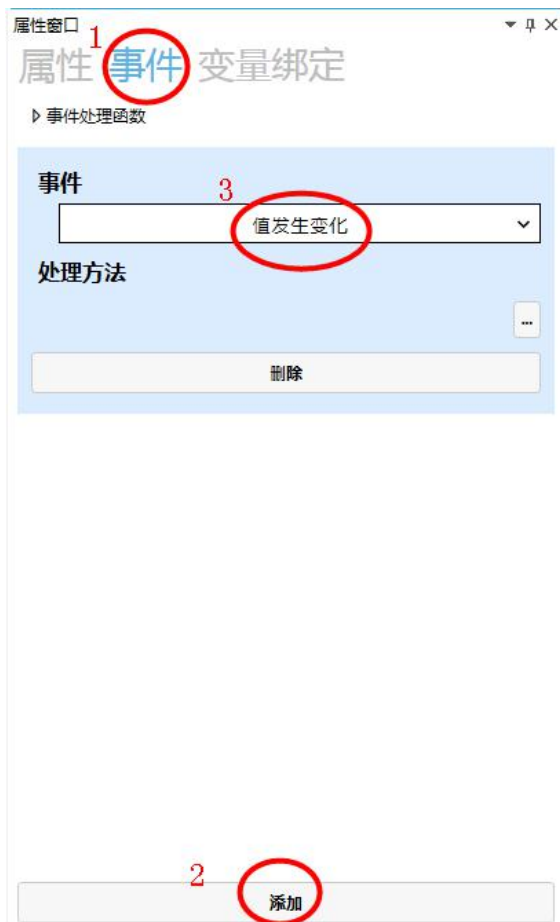 属性窗口
1
属性 事件 变量绑定
事件处理函数
事件
3
值发生变化
处理方法
...
删除
2
添加